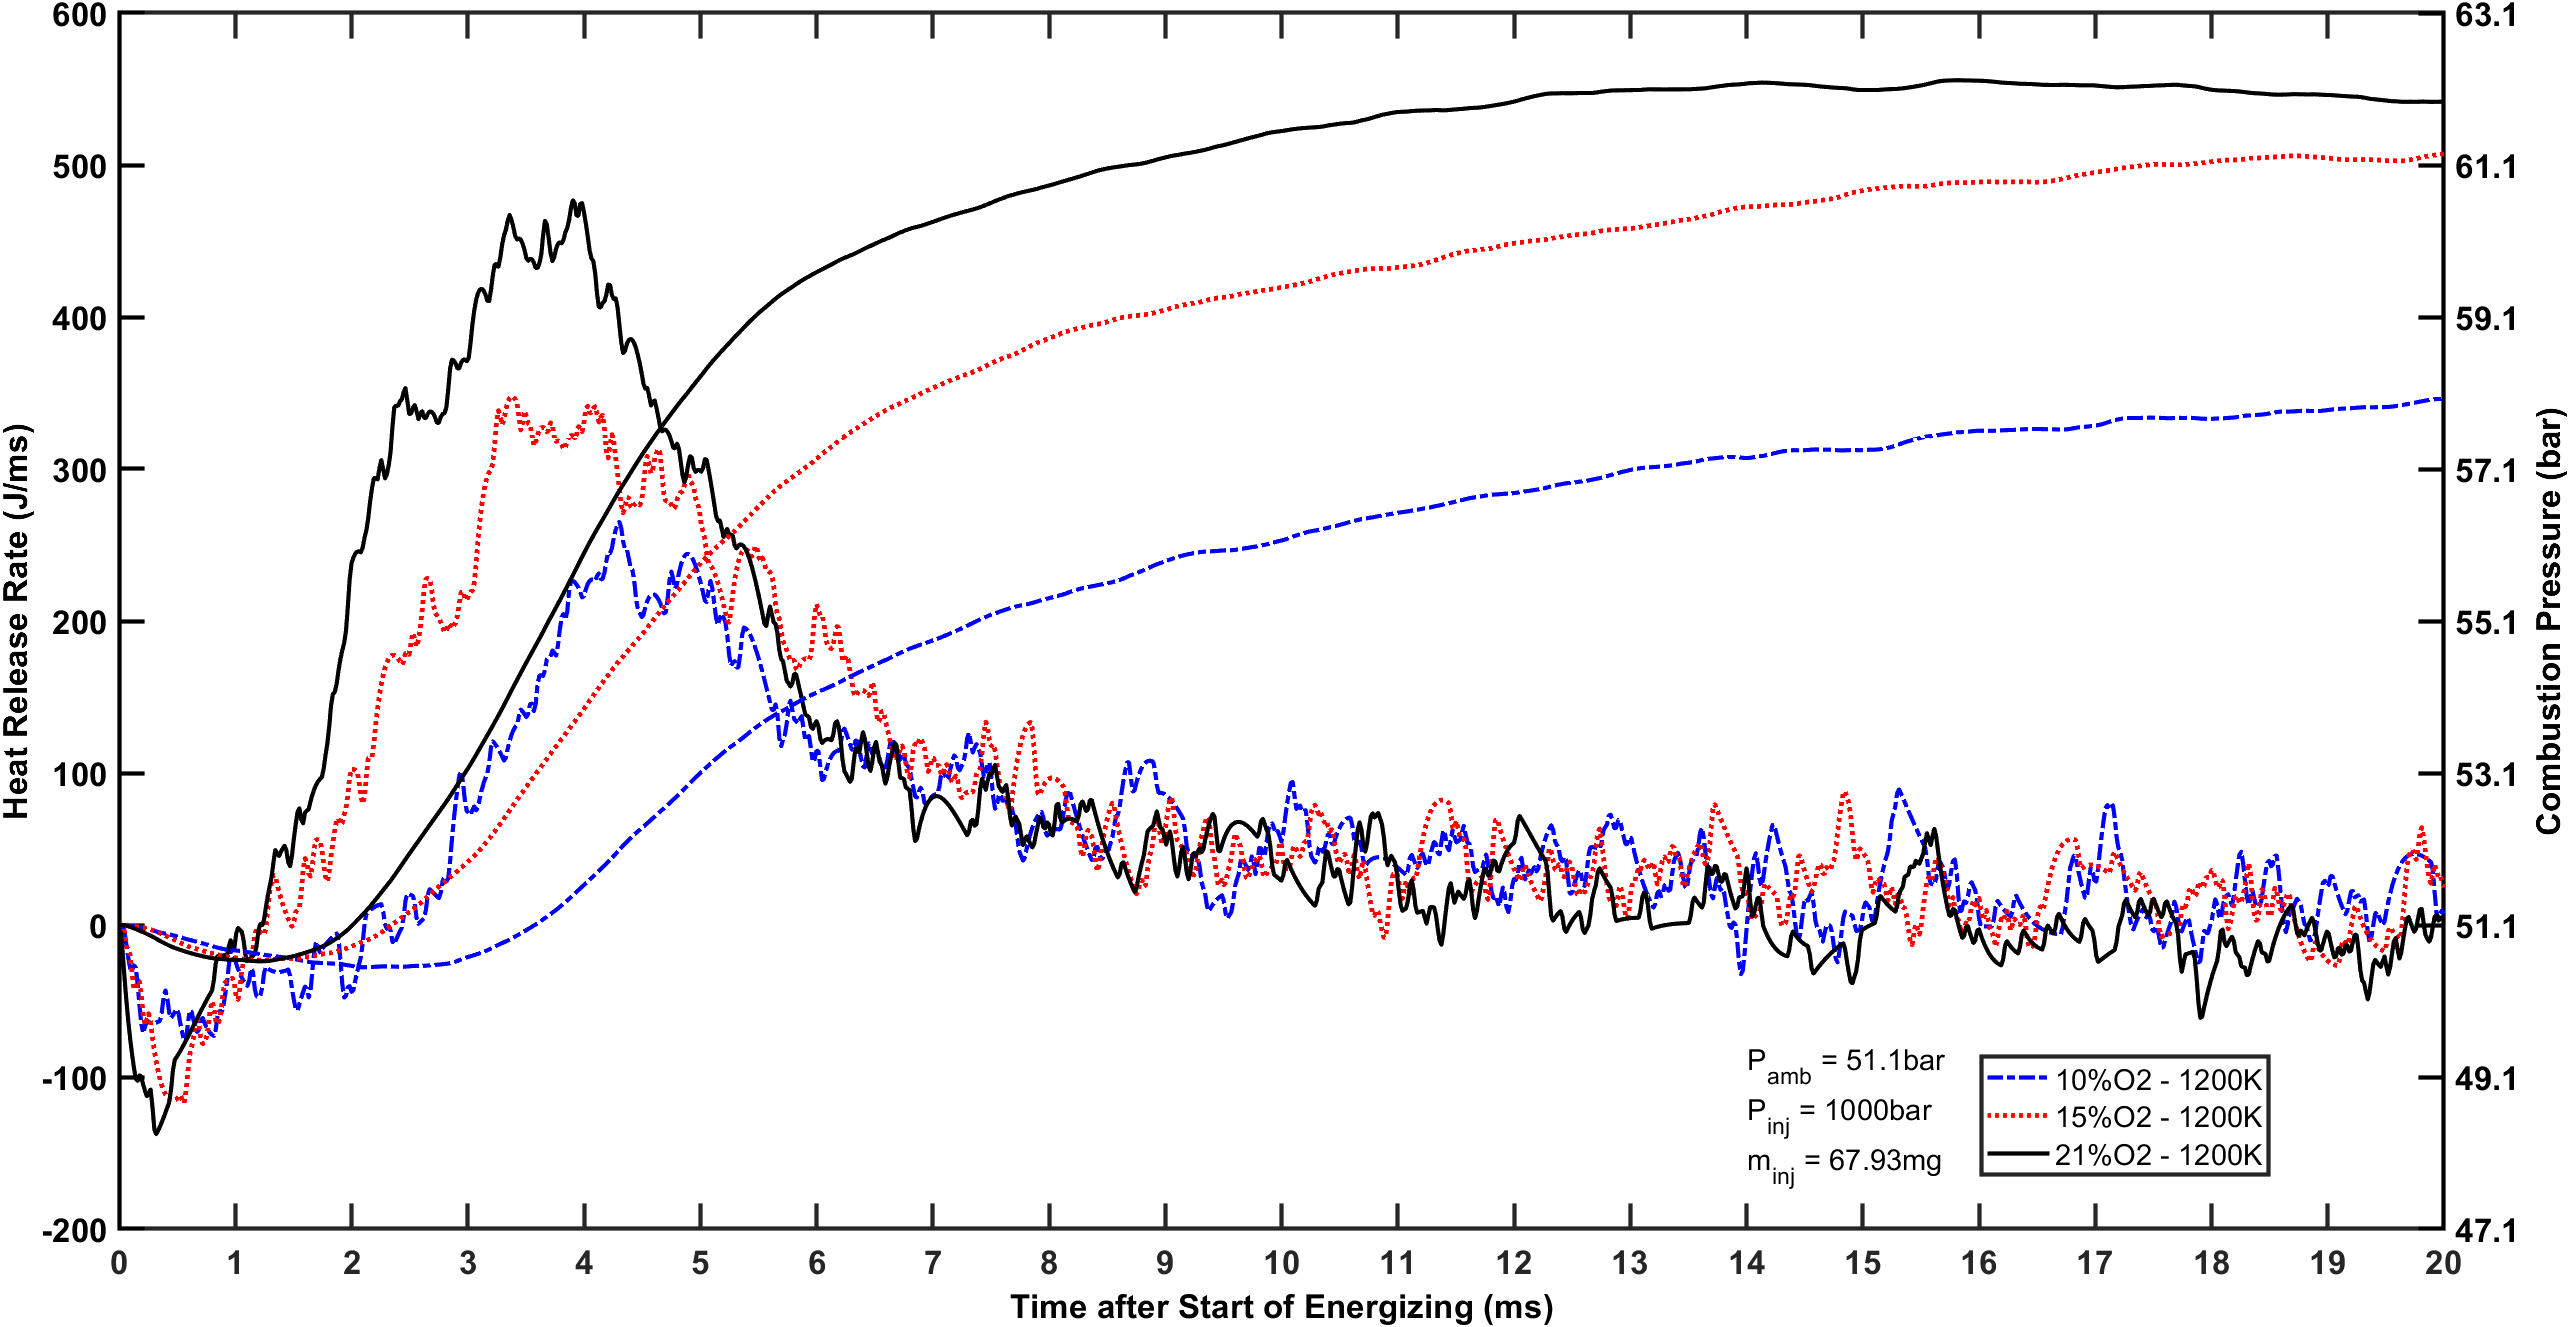 600
500
400
300
200
100
0
-100
-200
Heat Release Rate (J/ms)
63.1
61.1
59.1
57.1
55.1
53.1
51.1
49.1
47.1
Combustion Pressure (bar)
P_amb = 51.1bar
P_inj = 1000bar
m_inj = 67.93mg
10%O2 - 1200K
15%O2 - 1200K
21%O2 - 1200K
0 1 2 3 4 5 6 7 8 9 10 11 12 13 14 15 16 17 18 19 20
Time after Start of Energizing (ms)